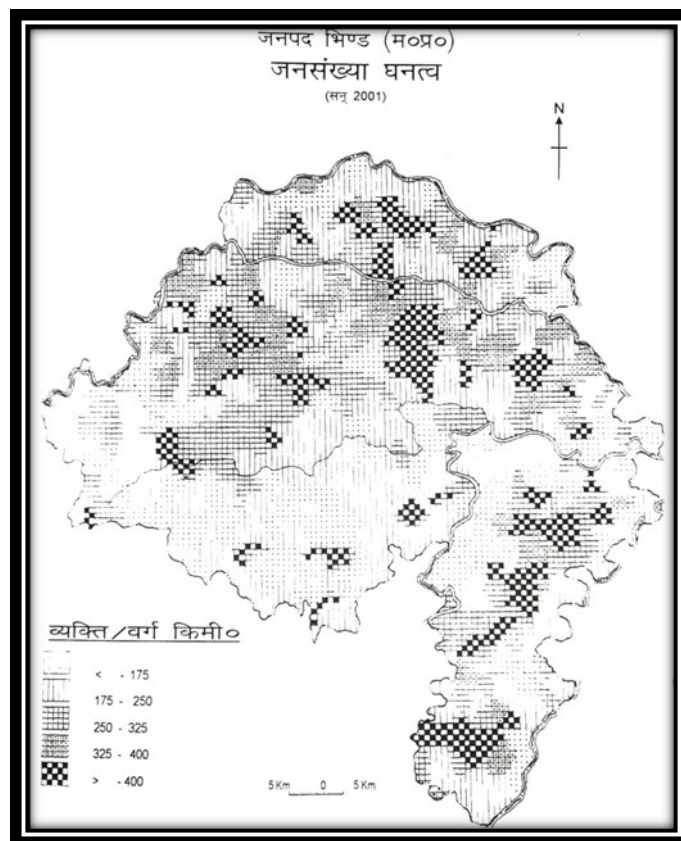 जनपद भिण्ड (म०प्र०)
जनसंख्या घनत्व
(सन् 2001)
N
व्यक्ति/वर्ग किमी०
< - 175
175 - 250
250 - 325
325 - 400
> - 400
5 Km 0 5 Km